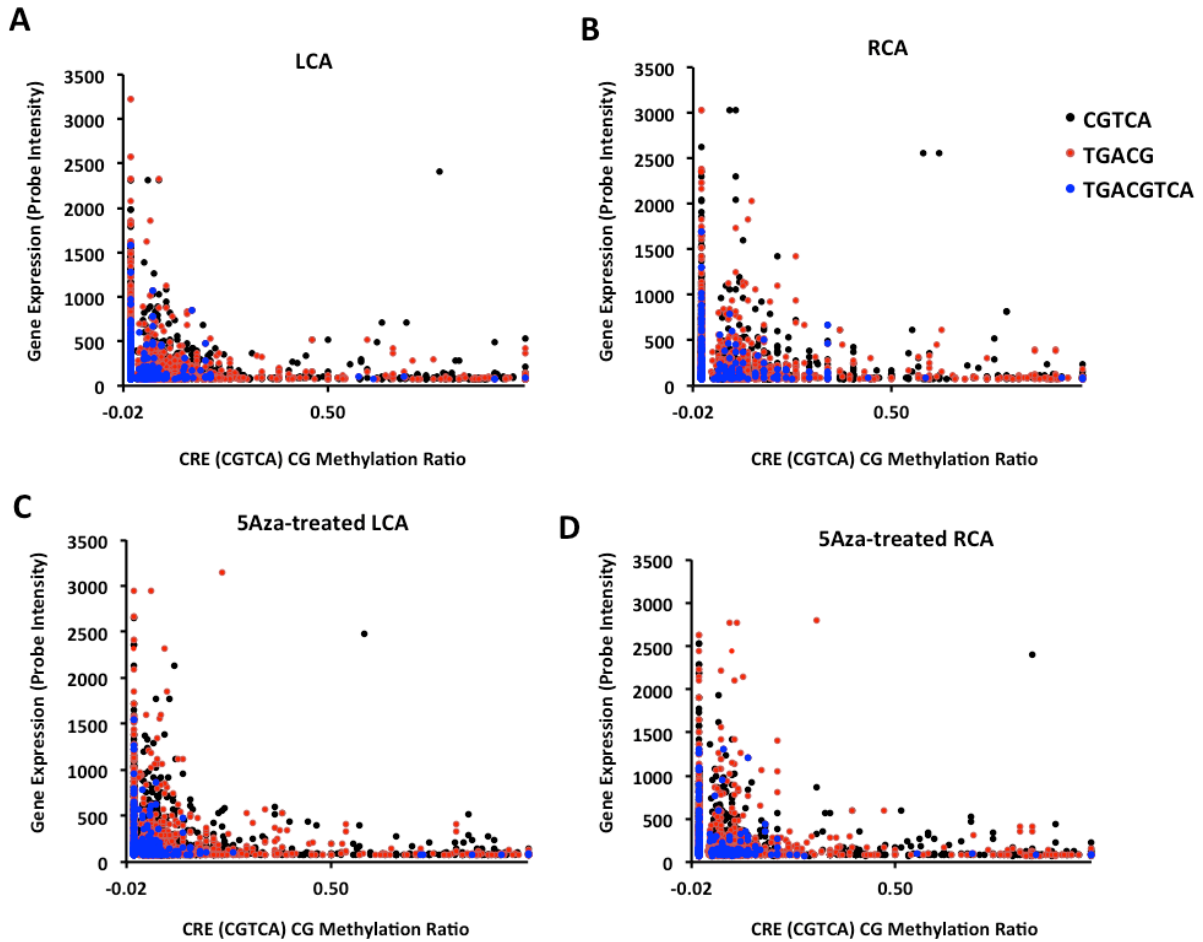 A
LCA
Gene Expression (Probe Intensity)
3500
3000
2500
2000
1500
1000
500
0
-0.02
0.50
CRE (CGTCA) CG Methylation Ratio
B
RCA
Gene Expression (Probe Intensity)
3500
3000
2500
2000
1500
1000
500
0
-0.02
0.50
CRE (CGTCA) CG Methylation Ratio
CGTCA
TGACG
TGACGTCA
C
5Aza-treated LCA
Gene Expression (Probe Intensity)
3500
3000
2500
2000
1500
1000
500
0
-0.02
0.50
CRE (CGTCA) CG Methylation Ratio
D
5Aza-treated RCA
Gene Expression (Probe Intensity)
3500
3000
2500
2000
1500
1000
500
0
-0.02
0.50
CRE (CGTCA) CG Methylation Ratio